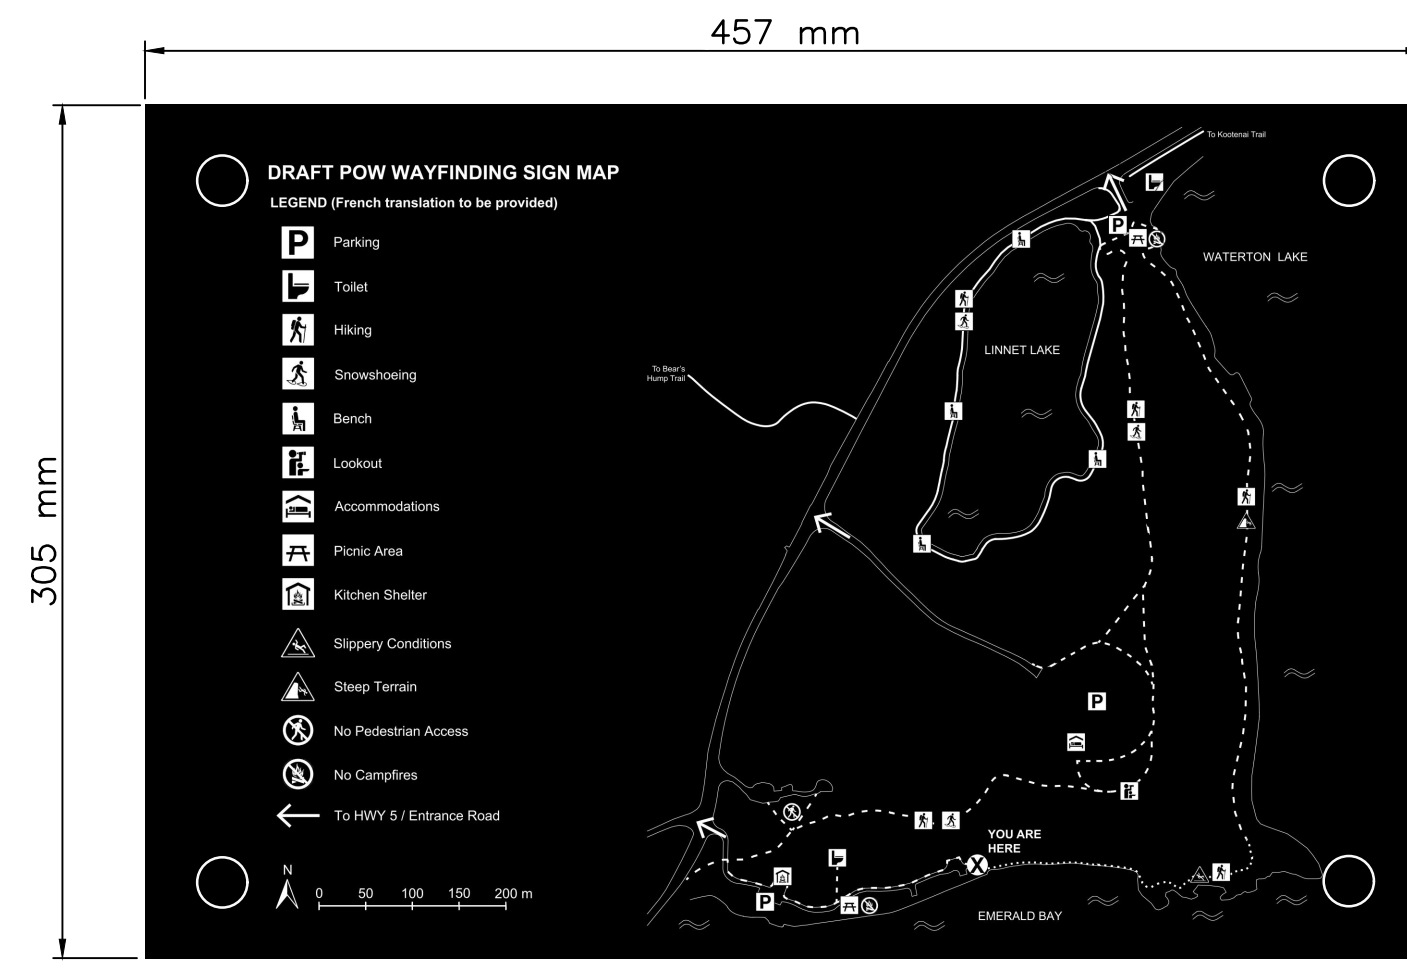 457 mm
305 mm
DRAFT POW WAYFINDING SIGN MAP
LEGEND (French translation to be provided)
P Parking
Toilet
Hiking
Snowshoeing
Bench
Lookout
Accommodations
Picnic Area
Kitchen Shelter
Slippery Conditions
Steep Terrain
No Pedestrian Access
No Campfires
To HWY 5 / Entrance Road
N
0 50 100 150 200 m
To Kootenai Trail
P
WATERTON LAKE
LINNET LAKE
To Bear's
Hump Trail
P
YOU ARE
HERE
X
P
EMERALD BAY